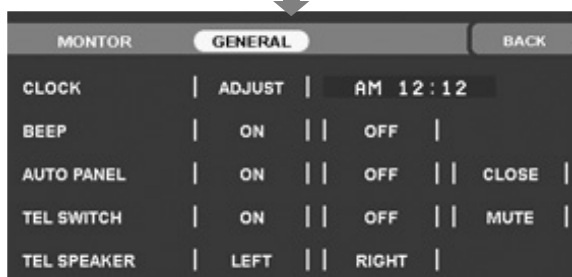 MONTOR GENERAL BACK
CLOCK ADJUST AM 12:12
BEEP ON OFF
AUTO PANEL ON OFF CLOSE
TEL SWITCH ON OFF MUTE
TEL SPEAKER LEFT RIGHT